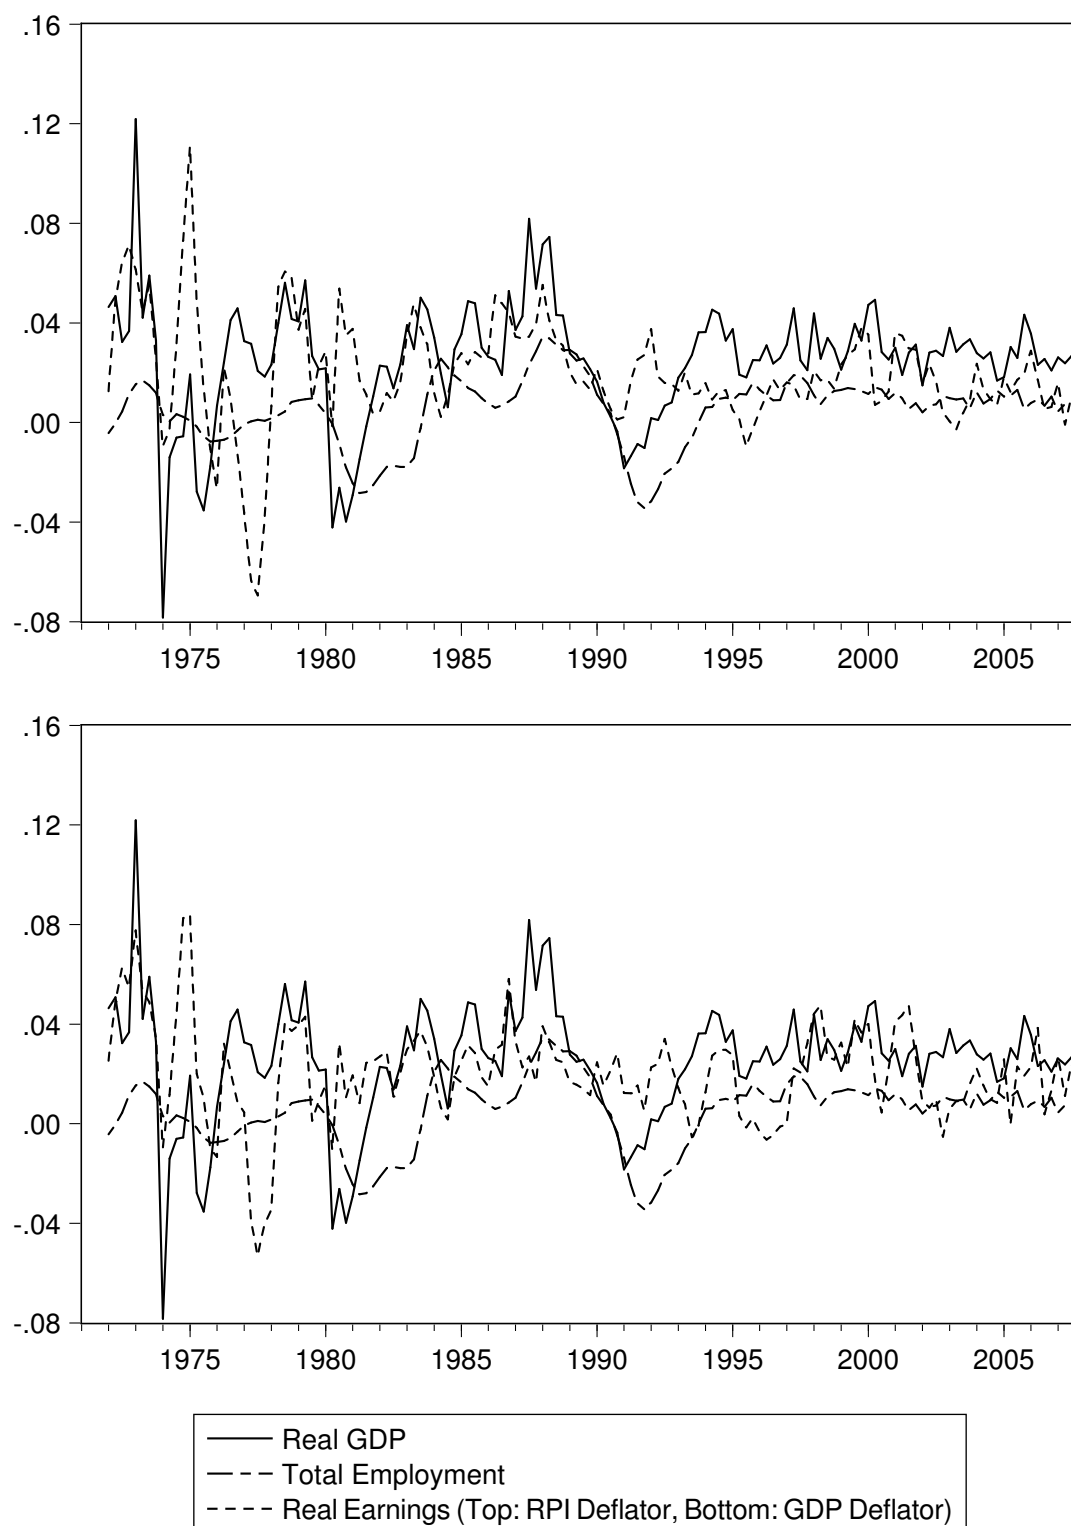 .16
.12
.08
.04
.00
-.04
-.08
1975 1980 1985 1990 1995 2000 2005
.16
.12
.08
.04
.00
-.04
-.08
1975 1980 1985 1990 1995 2000 2005
Real GDP
Total Employment
Real Earnings (Top: RPI Deflator, Bottom: GDP Deflator)